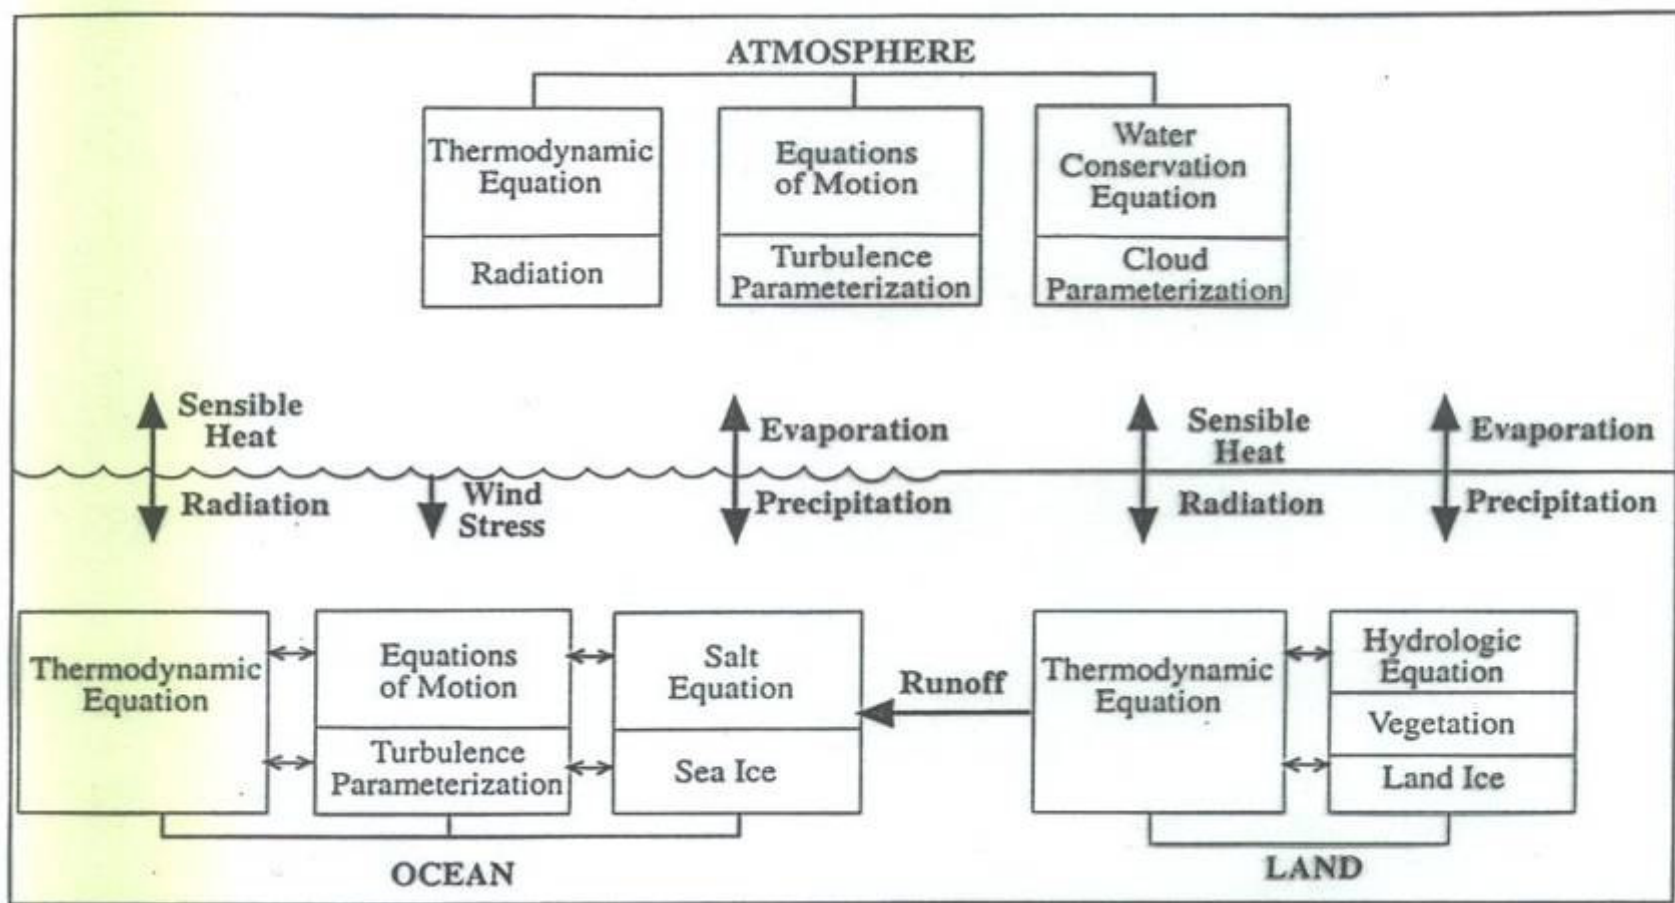 ATMOSPHERE
Thermodynamic
Equation
Radiation
Equations
of Motion
Turbulence
Parameterization
Water
Conservation
Equation
Cloud
Parameterization
Sensible
Heat
Radiation
Wind
Stress
Evaporation
Precipitation
Sensible
Heat
Radiation
Evaporation
Precipitation
Thermodynamic
Equation
Equations
of Motion
Turbulence
Parameterization
Salt
Equation
Sea Ice
Runoff
Thermodynamic
Equation
Hydrologic
Equation
Vegetation
Land Ice
OCEAN
LAND